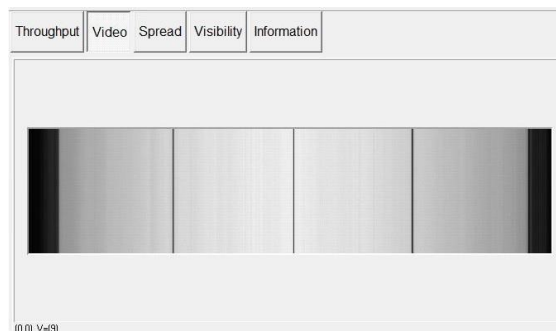 Throughput Video Spread Visibility Information
(0,0), V=(9)